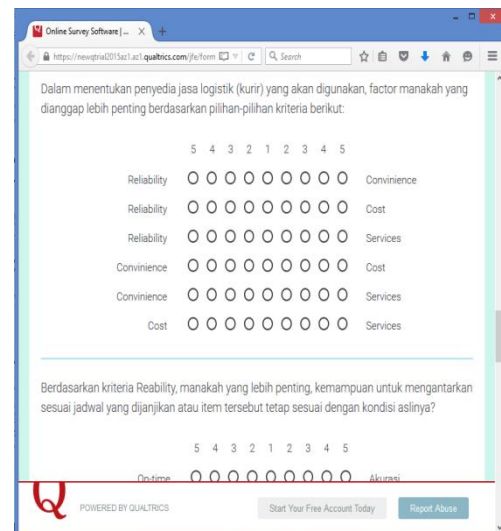 Online Survey Software | ...
https://newqtrial2015az1.az1.qualtrics.com/jfe/form
Search
Dalam menentukan penyedia jasa logistik (kurir) yang akan digunakan, factor manakah yang
dianggap lebih penting berdasarkan pilihan-pilihan kriteria berikut:
5 4 3 2 1 2 3 4 5
Reliability Convinience
Reliability Cost
Reliability Services
Convinience Cost
Convinience Services
Cost Services
Berdasarkan kriteria Reability, manakah yang lebih penting, kemampuan untuk mengantarkan
sesuai jadwal yang dijanjikan atau item tersebut tetap sesuai dengan kondisi aslinya?
5 4 3 2 1 2 3 4 5
On-time Akurasi
Q POWERED BY QUALTRICS Start Your Free Account Today Report Abuse